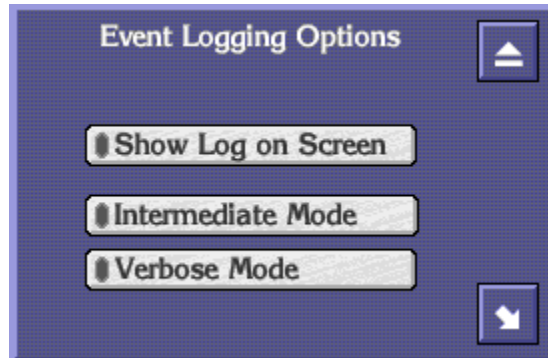 Event Logging Options
Show Log on Screen
Intermediate Mode
Verbose Mode